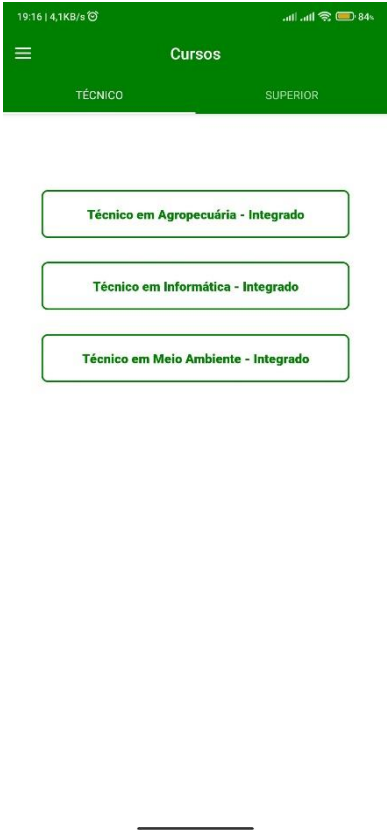 19:16 | 4,1KB/s 84%
Cursos
TÉCNICO SUPERIOR
Técnico em Agropecuária - Integrado
Técnico em Informática - Integrado
Técnico em Meio Ambiente - Integrado